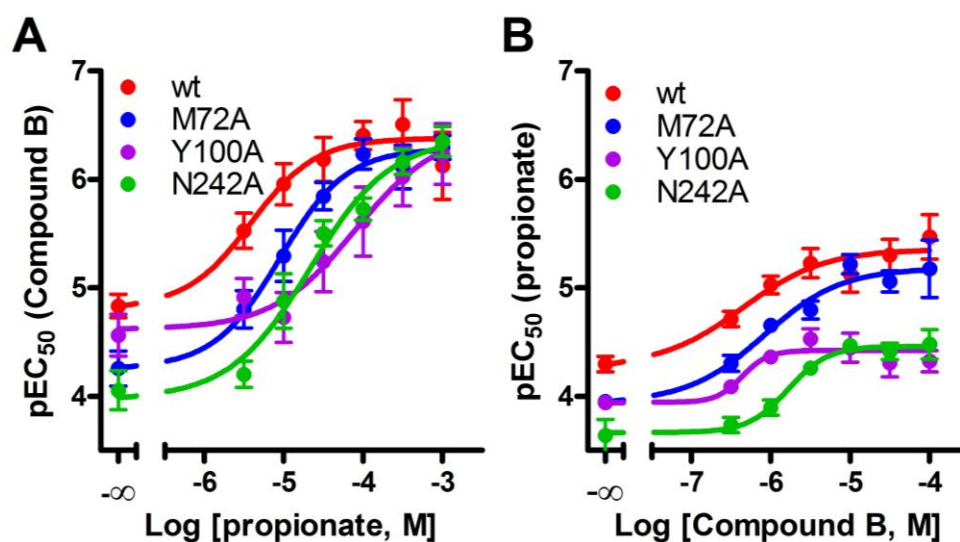 A
7
6
5
4
pEC50 (Compound B)
wt
M72A
Y100A
N242A
-∞
-6
-5
-4
-3
Log [propionate, M]
B
7
6
5
4
pEC50 (propionate)
wt
M72A
Y100A
N242A
-∞
-7
-6
-5
-4
Log [Compound B, M]